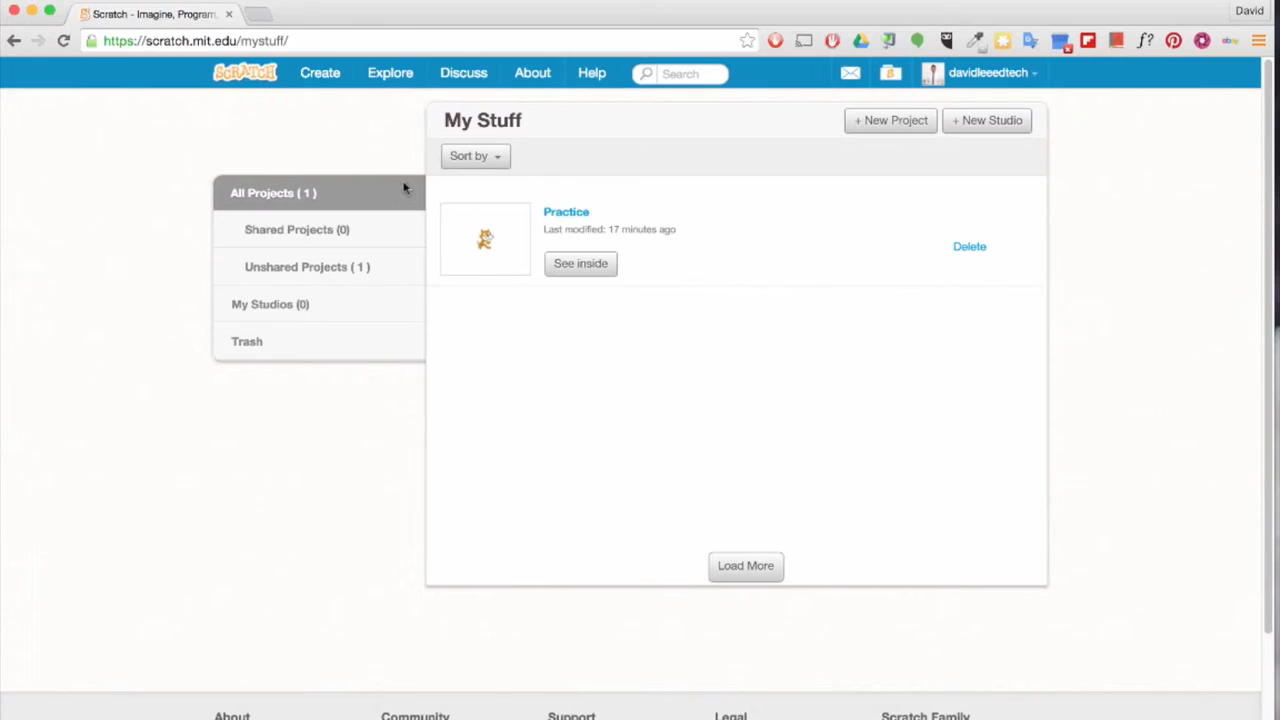 Scratch - Imagine, Program,
David
https://scratch.mit.edu/mystuff/
SCRATCH Create Explore Discuss About Help Search davidleeedtech
My Stuff + New Project + New Studio
Sort by
All Projects ( 1 )
Shared Projects (0)
Unshared Projects ( 1 )
My Studios (0)
Trash
Practice
Last modified: 17 minutes ago
See inside
Delete
Load More
About Community Support Legal Scratch Family